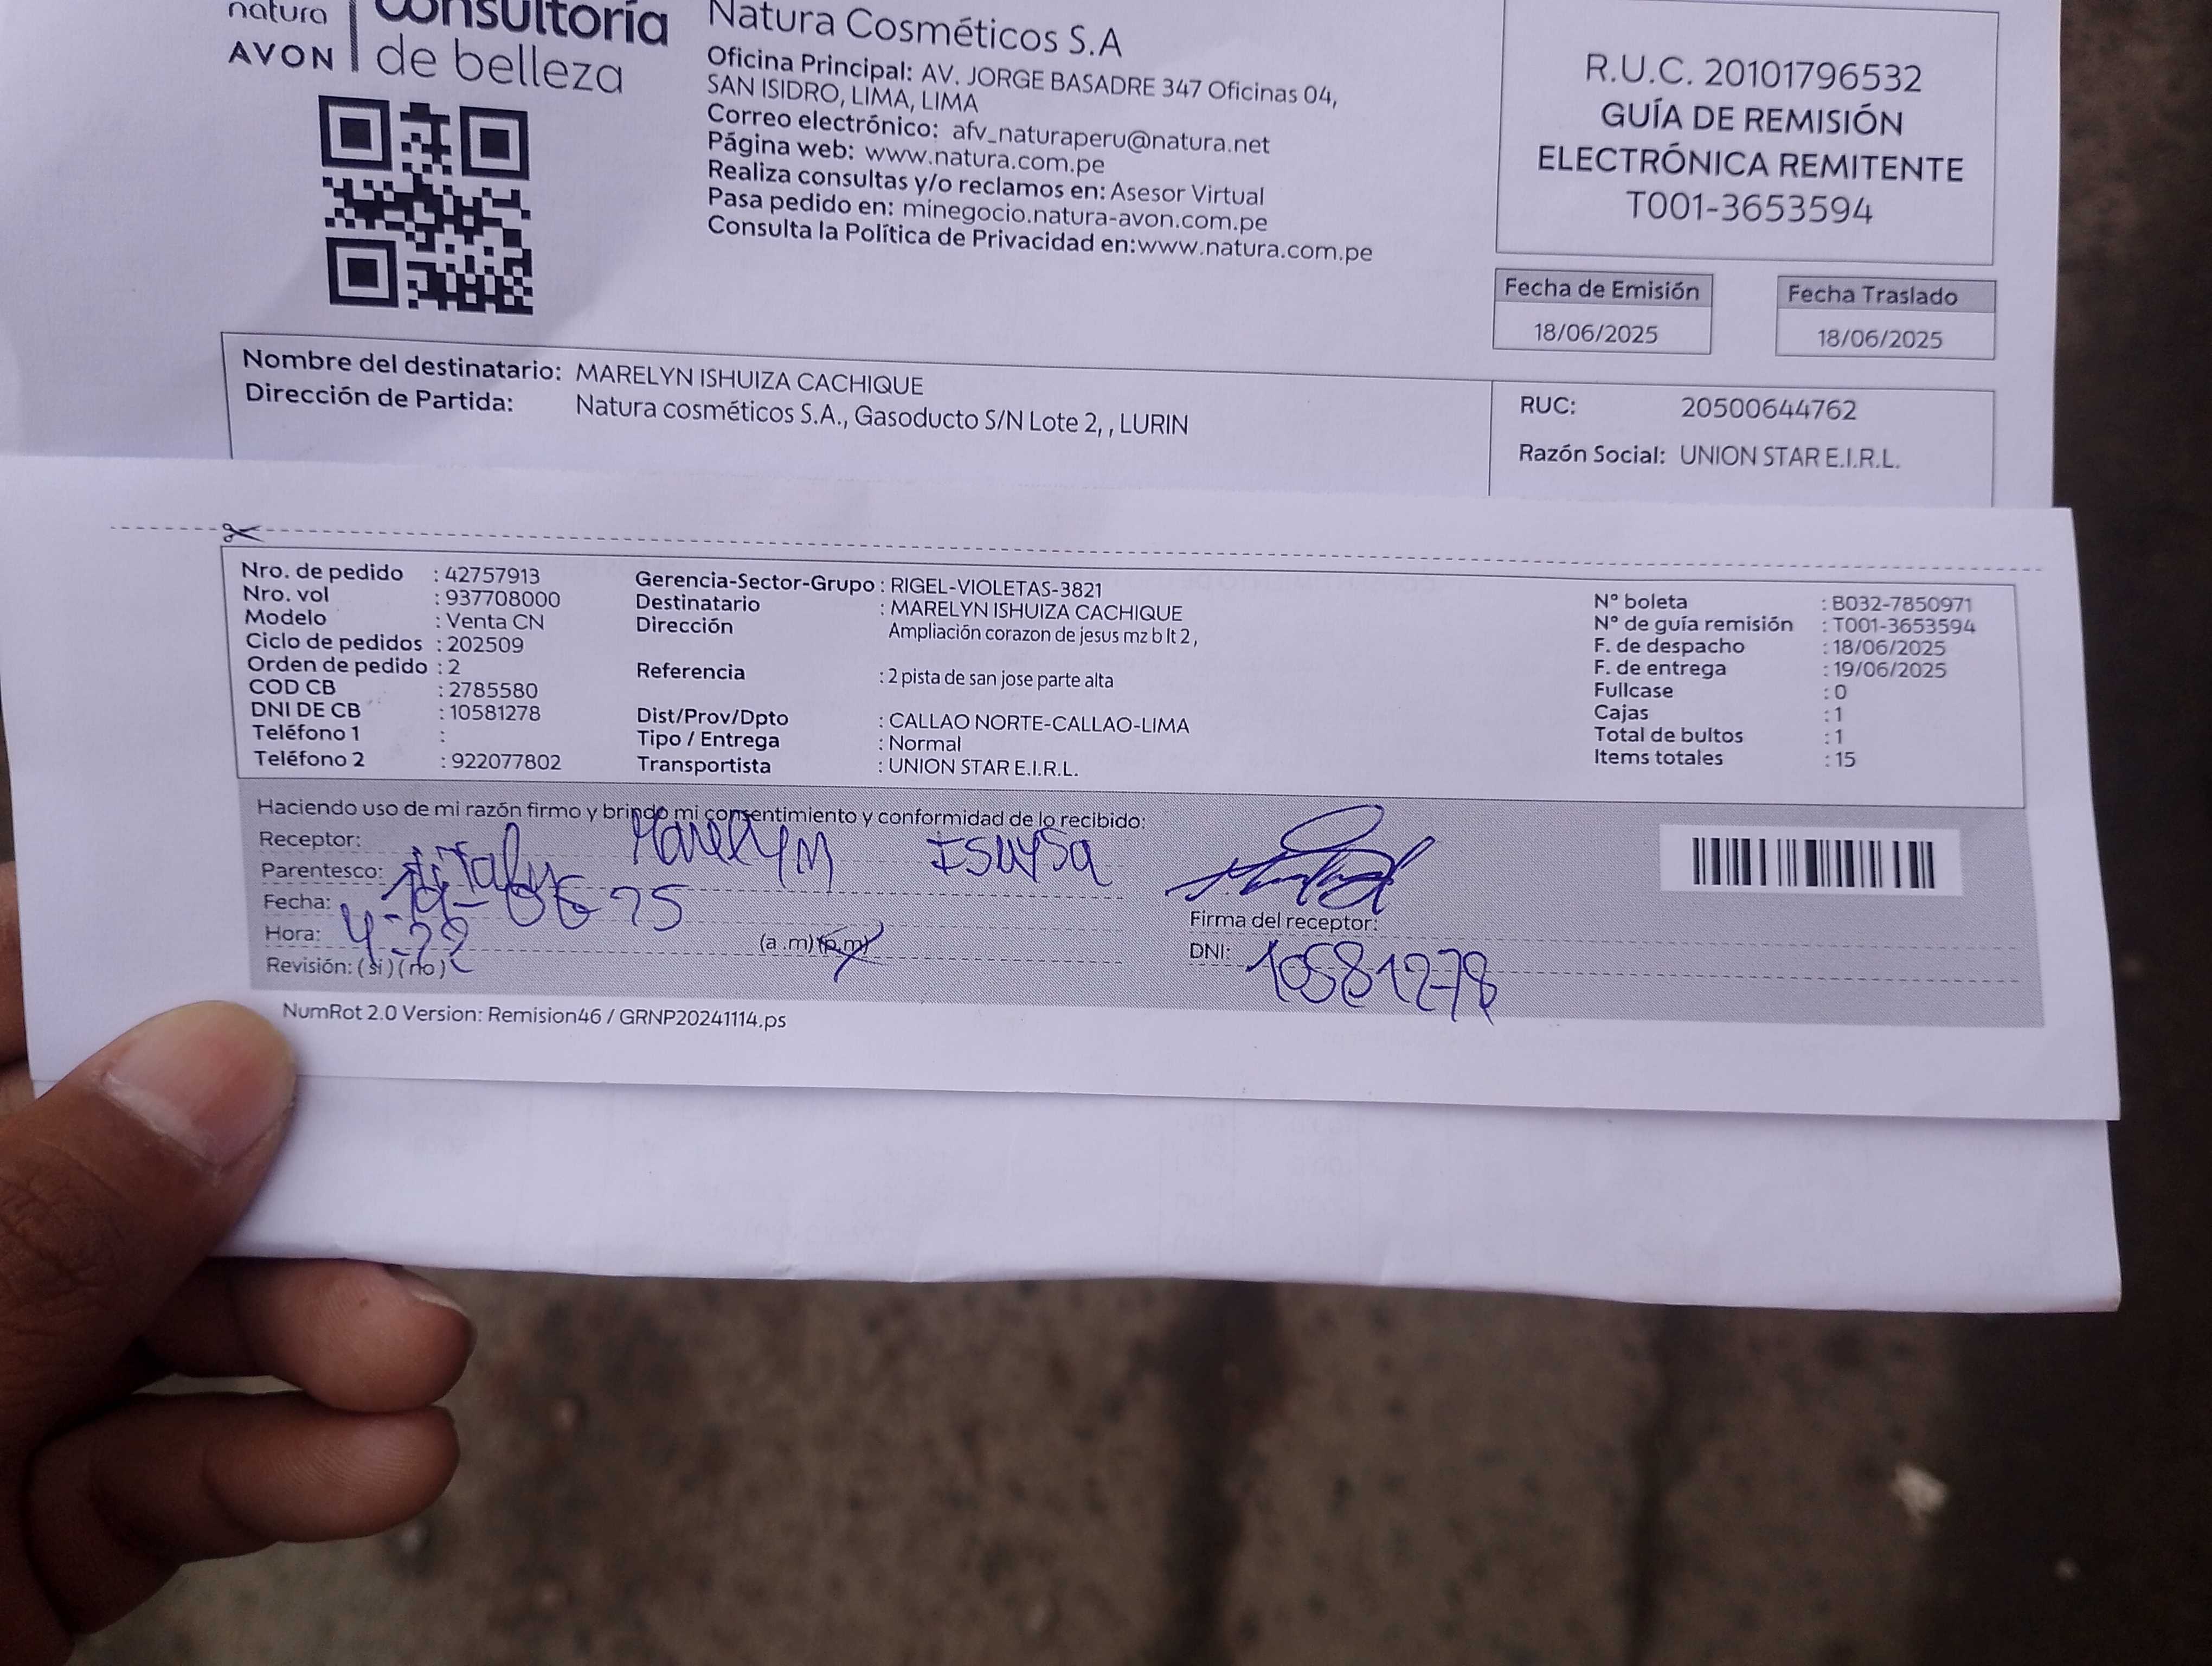 natura
AVON
consultoría
de belleza
Natura Cosméticos S.A
Oficina Principal: AV. JORGE BASADRE 347 Oficinas 04,
SAN ISIDRO, LIMA, LIMA
Correo electrónico: afv_naturaperu@natura.net
Página web: www.natura.com.pe
Realiza consultas y/o reclamos en: Asesor Virtual
Pasa pedido en: minegocio.natura-avon.com.pe
Consulta la Política de Privacidad en:www.natura.com.pe
R.U.C. 20101796532
GUÍA DE REMISIÓN
ELECTRÓNICA REMITENTE
T001-3653594
Fecha de Emisión
18/06/2025
Fecha Traslado
18/06/2025
Nombre del destinatario: MARELYN ISHUIZA CACHIQUE
Dirección de Partida: Natura cosméticos S.A., Gasoducto S/N Lote 2, , LURIN
RUC: 20500644762
Razón Social: UNION STAR E.I.R.L.
Nro. de pedido : 42757913
Nro. vol : 937708000
Modelo : Venta CN
Ciclo de pedidos : 202509
Orden de pedido : 2
COD CB : 2785580
DNI DE CB : 10581278
Teléfono 1 :
Teléfono 2 : 922077802
Gerencia-Sector-Grupo : RIGEL-VIOLETAS-3821
Destinatario : MARELYN ISHUIZA CACHIQUE
Dirección Ampliación corazon de jesus mz b lt 2,
Referencia : 2 pista de san jose parte alta
Dist/Prov/Dpto : CALLAO NORTE-CALLAO-LIMA
Tipo / Entrega : Normal
Transportista : UNION STAR E.I.R.L.
N° boleta : B032-7850971
N° de guía remisión : T001-3653594
F. de despacho : 18/06/2025
F. de entrega : 19/06/2025
Fullcase : 0
Cajas : 1
Total de bultos : 1
Items totales : 15
Haciendo uso de mi razón firmo y brindo mi consentimiento y conformidad de lo recibido:
Receptor: Marelym Isuysa
Parentesco:
Fecha: 19-06-25
Hora: 4-22 (a.m)(p.m)
Revisión: (si)(no)
Firma del receptor:
DNI: 10581278
NumRot 2.0 Version: Remision46 / GRNP20241114.ps